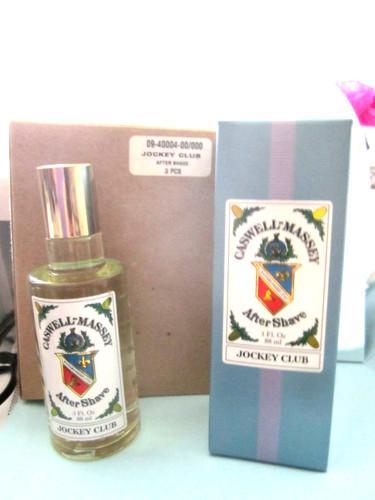 09-40004-00/000
JOCKEY CLUB
AFTER SHAVE
3 PCS
CASWELL-MASSEY
After Shave
3 Fl. Oz
88 ml
JOCKEY CLUB
CASWELL-MASSEY
After Shave
3 Fl. Oz
88 ml
JOCKEY CLUB